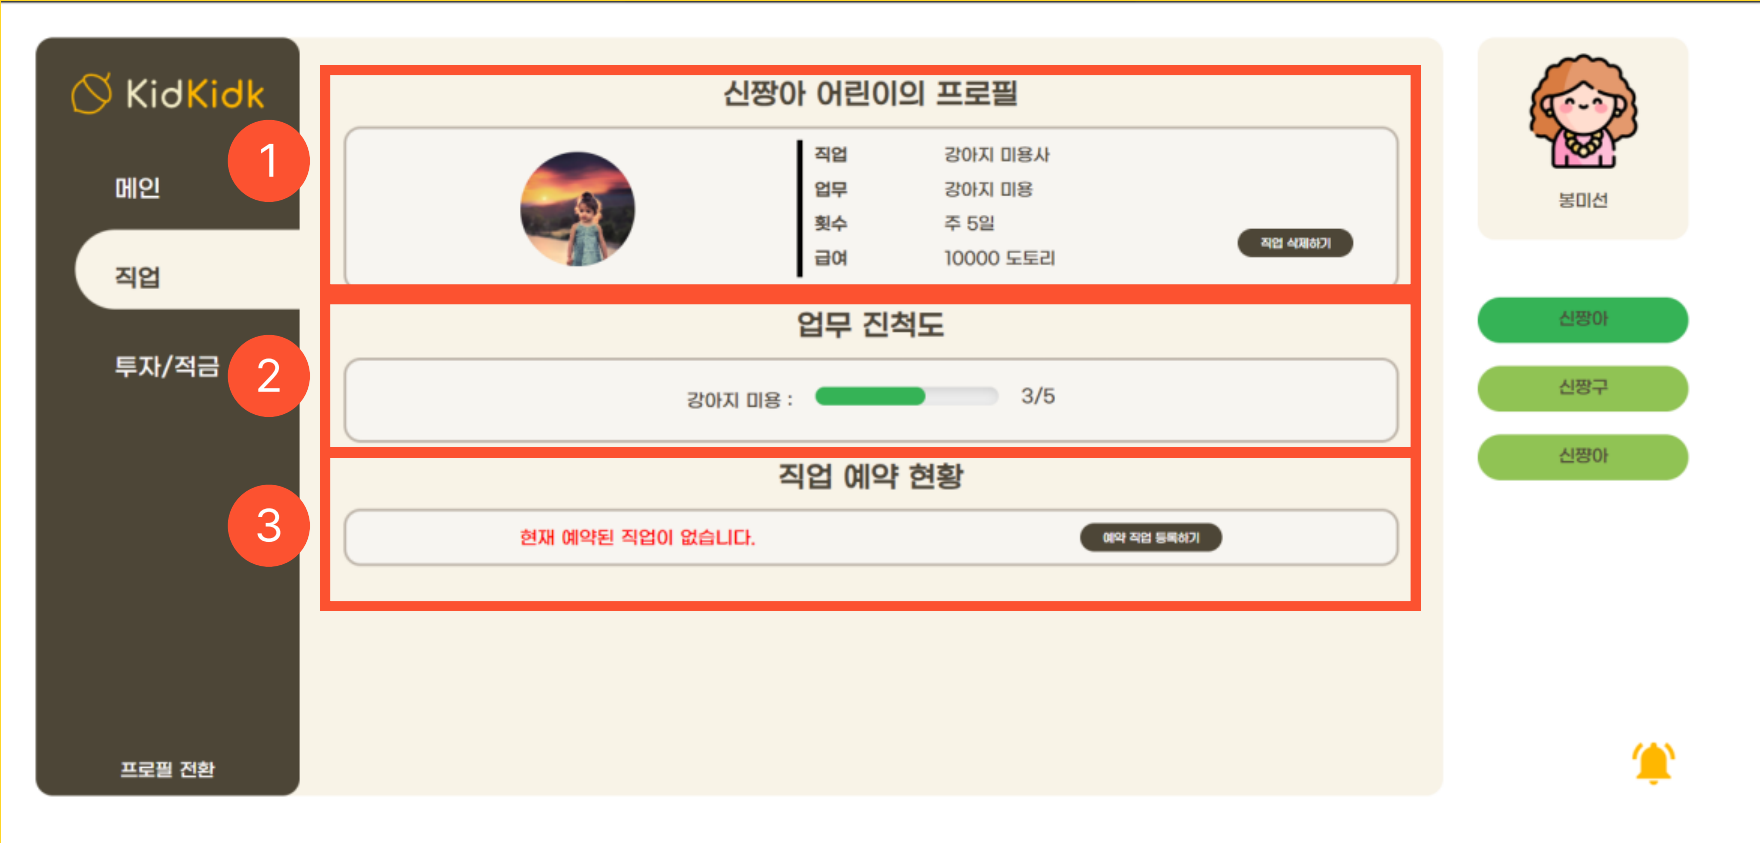 KidKidk
메인
직업
투자/적금
프로필 전환
1
신짱아 어린이의 프로필
직업 강아지 미용사
업무 강아지 미용
횟수 주 5일
급여 10000 도토리
직업 삭제하기
2
업무 진척도
강아지 미용 : 3/5
3
직업 예약 현황
현재 예약된 직업이 없습니다.
예약 직업 등록하기
봉미선
신짱아
신짱구
신쨩아